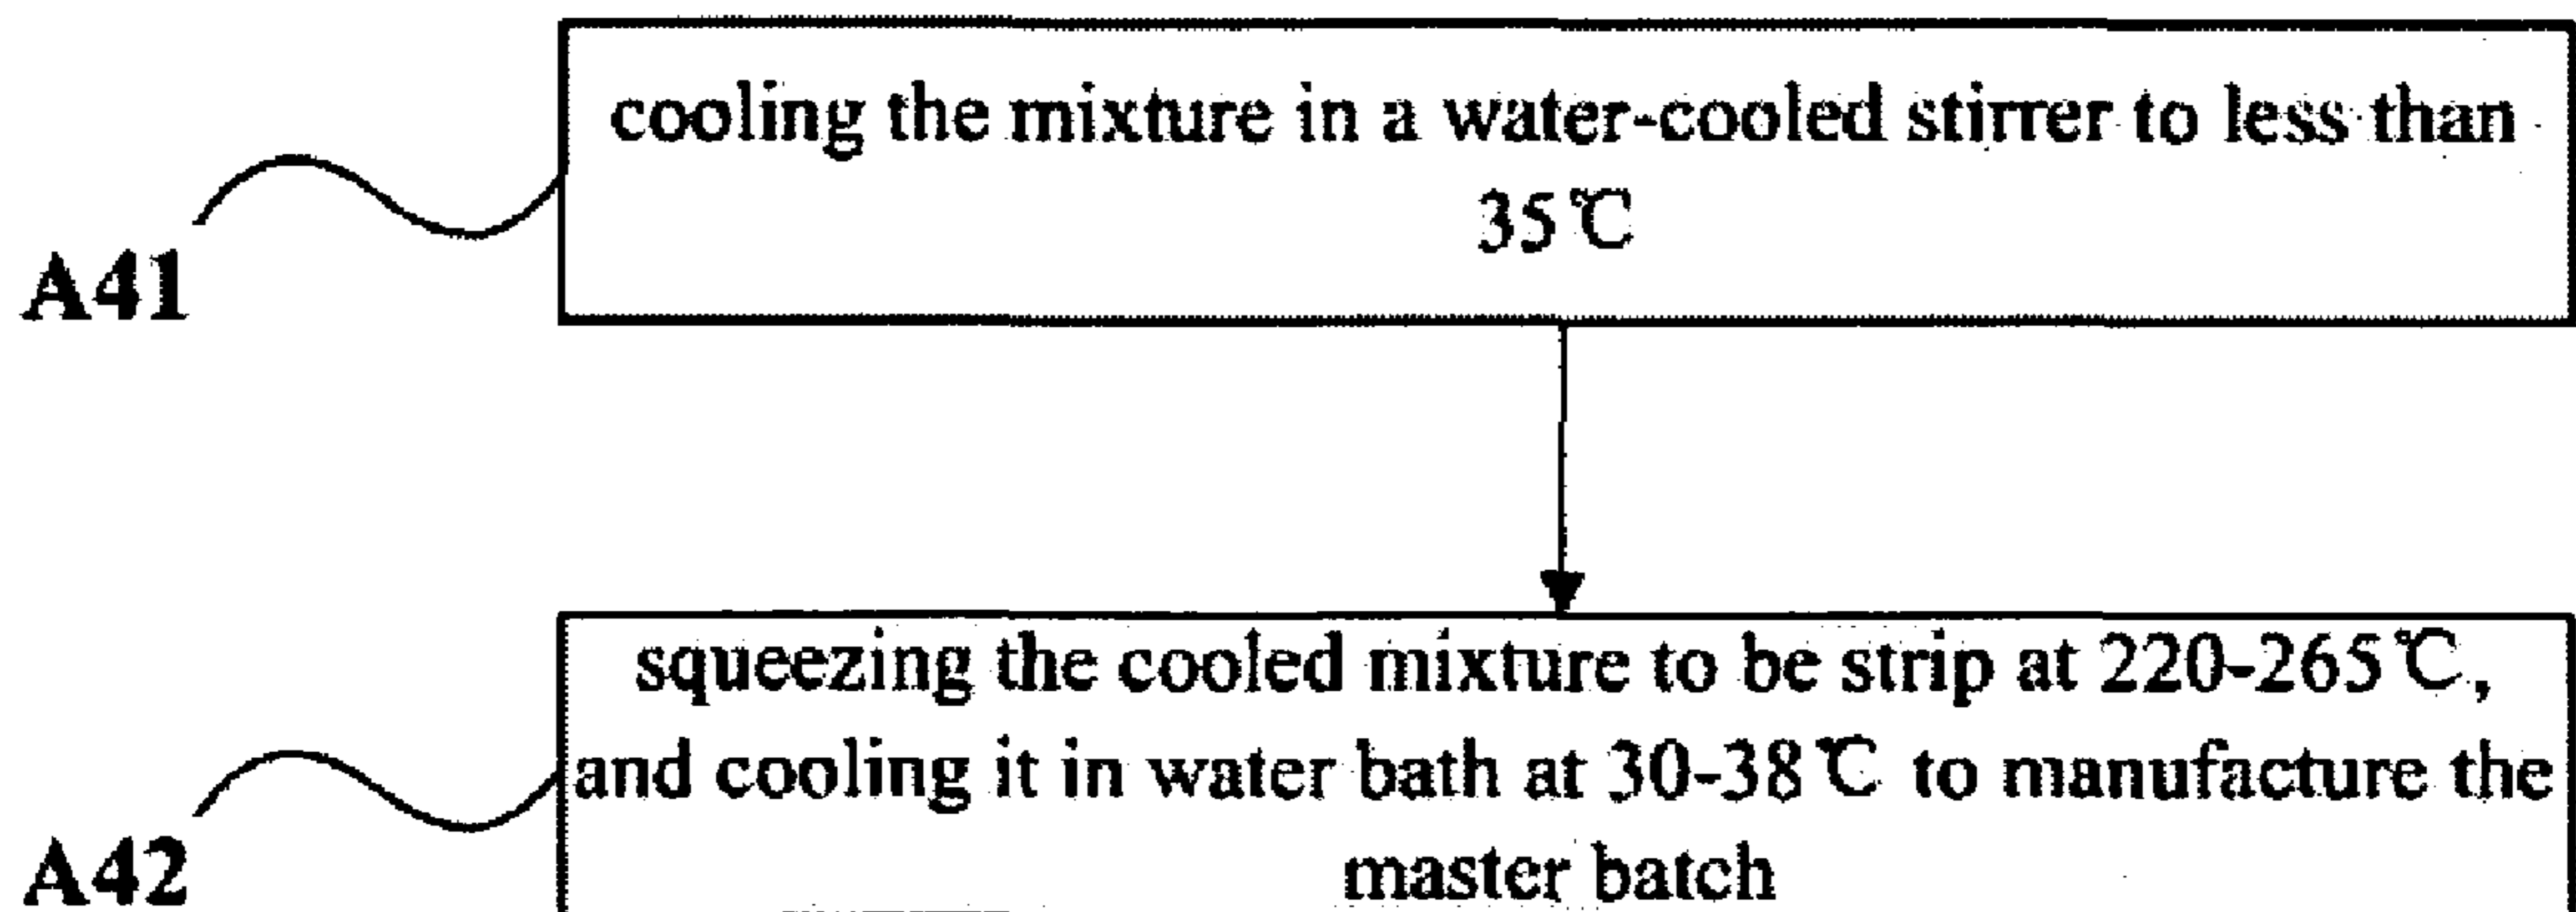 cooling the mixture in a water-cooled stirrer to less than
35℃
A41
squeezing the cooled mixture to be strip at 220-265℃,
and cooling it in water bath at 30-38℃ to manufacture the
master batch
A42